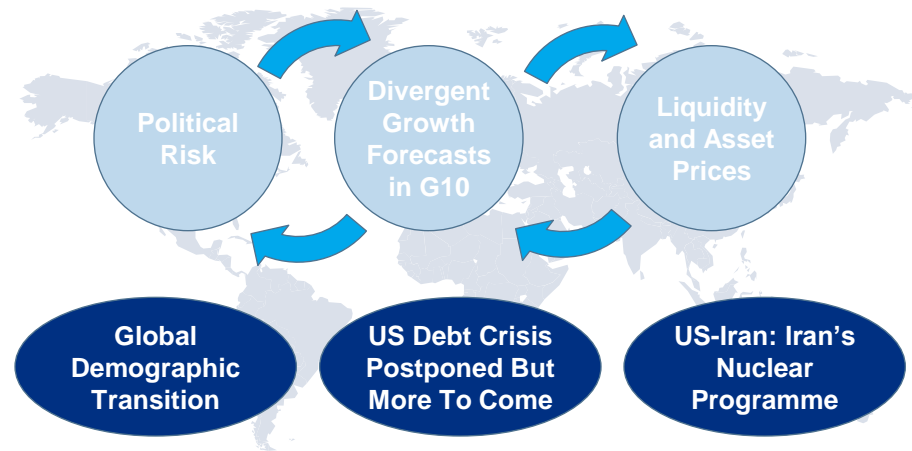 Political
Risk
Divergent
Growth
Forecasts
in G10
Liquidity
and Asset
Prices
Global
Demographic
Transition
US Debt Crisis
Postponed But
More To Come
US-Iran: Iran's
Nuclear
Programme